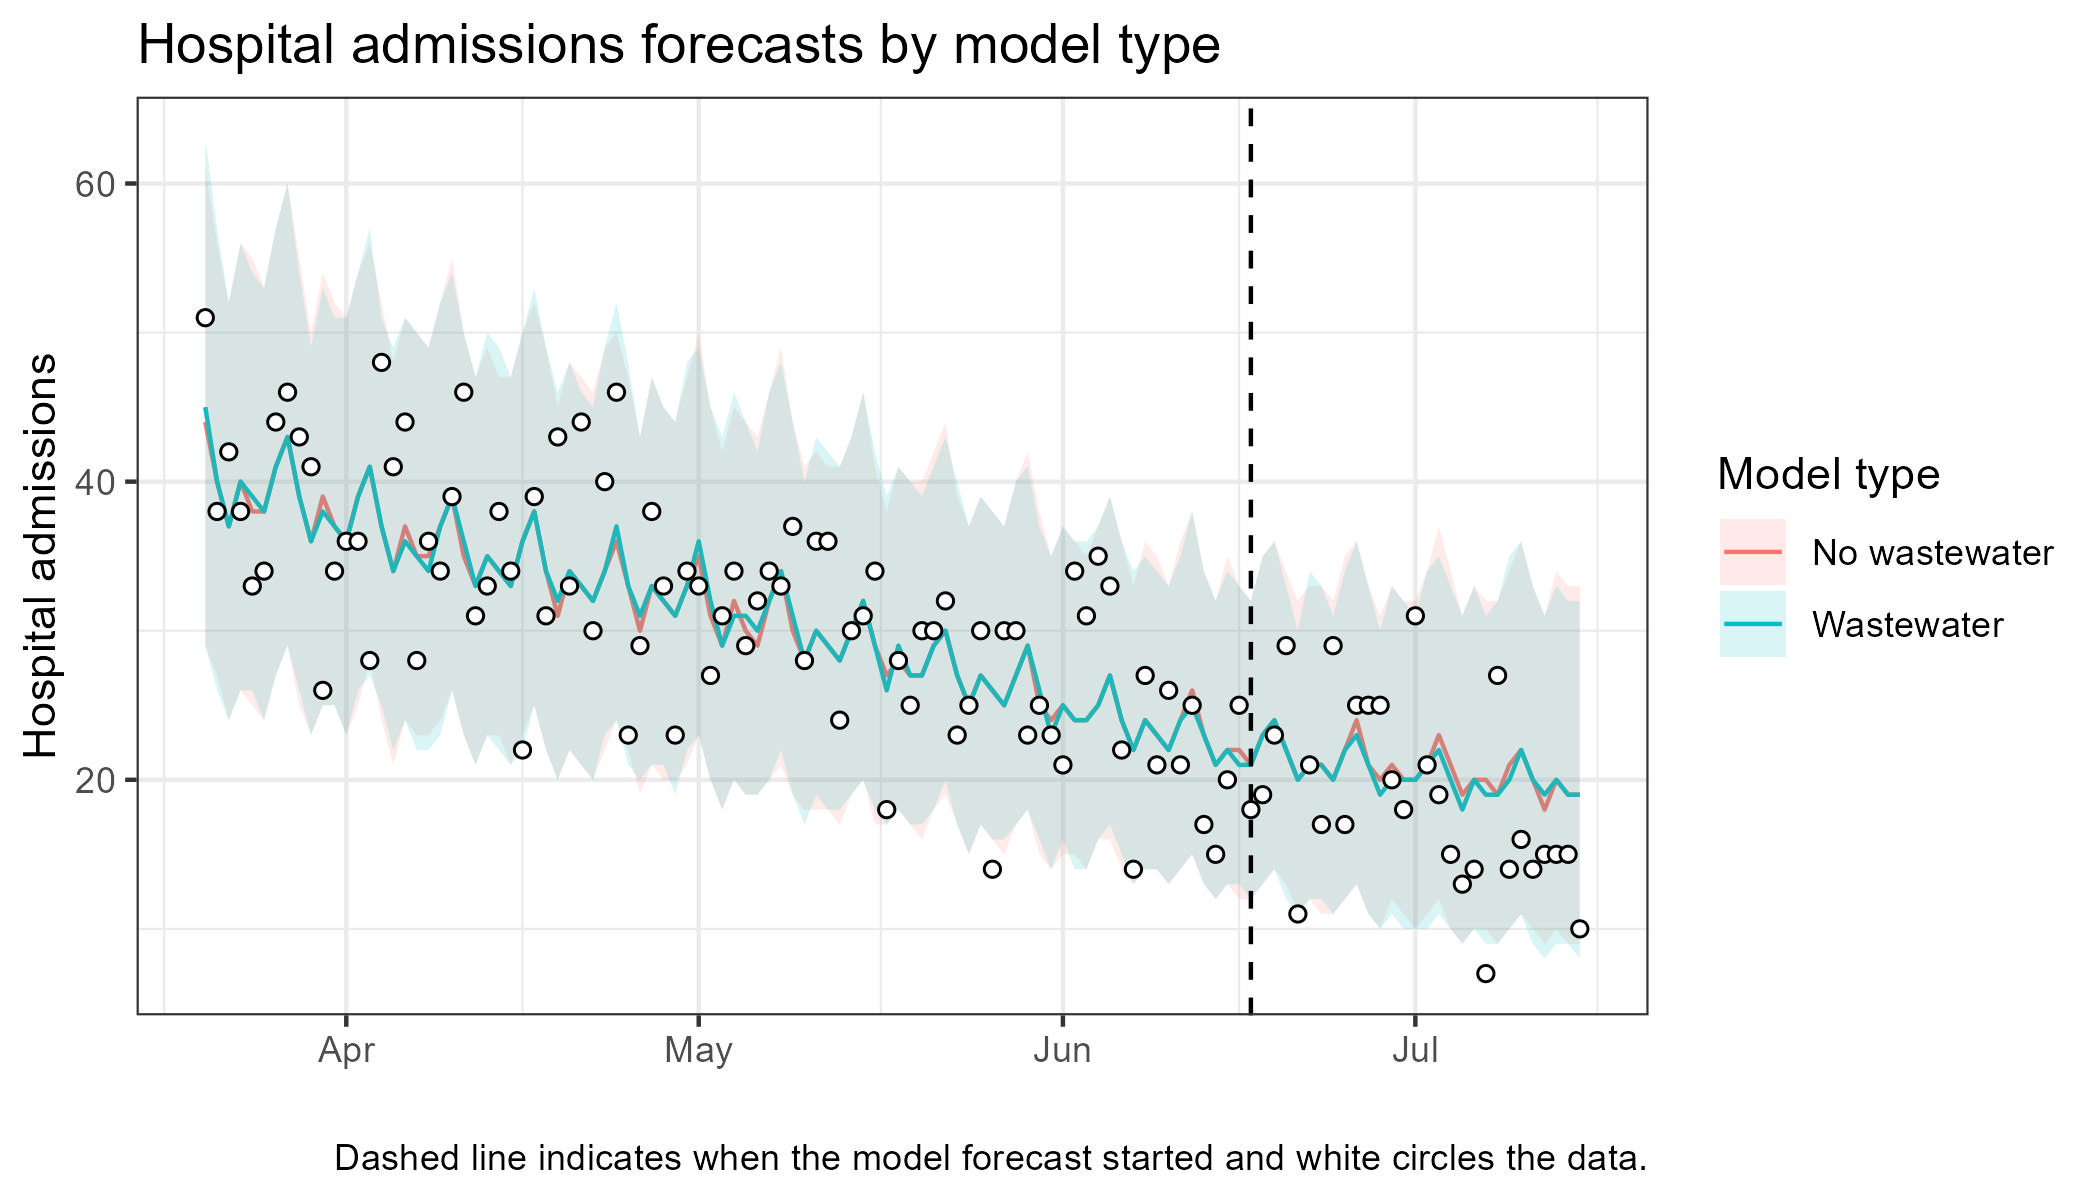 Hospital admissions forecasts by model type
Hospital admissions
60
40
20
Apr
May
Jun
Jul
Model type
No wastewater
Wastewater
Dashed line indicates when the model forecast started and white circles the data.